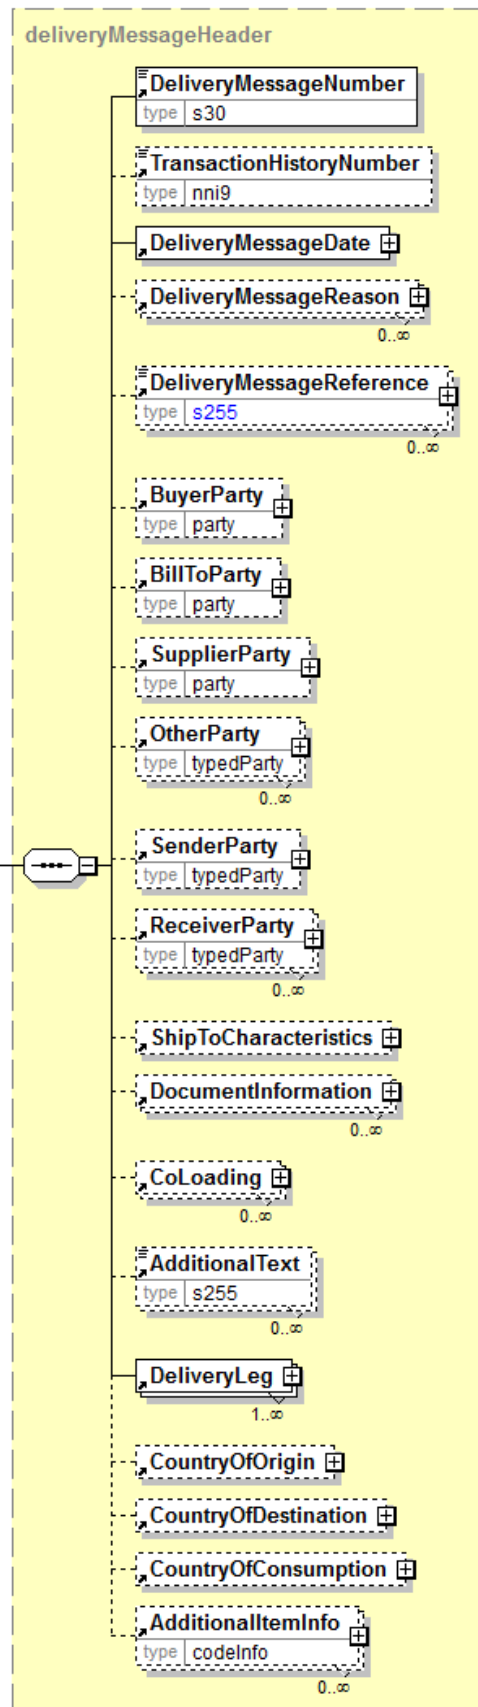 deliveryMessageHeader
DeliveryMessageNumber
type s30
TransactionHistoryNumber
type nni9
DeliveryMessageDate
DeliveryMessageReason
0..∞
DeliveryMessageReference
type s255
0..∞
BuyerParty
type party
BillToParty
type party
SupplierParty
type party
OtherParty
type typedParty
0..∞
SenderParty
type typedParty
ReceiverParty
type typedParty
0..∞
ShipToCharacteristics
DocumentInformation
0..∞
CoLoading
0..∞
AdditionalText
type s255
0..∞
DeliveryLeg
1..∞
CountryOfOrigin
CountryOfDestination
CountryOfConsumption
AdditionalItemInfo
type codeInfo
0..∞